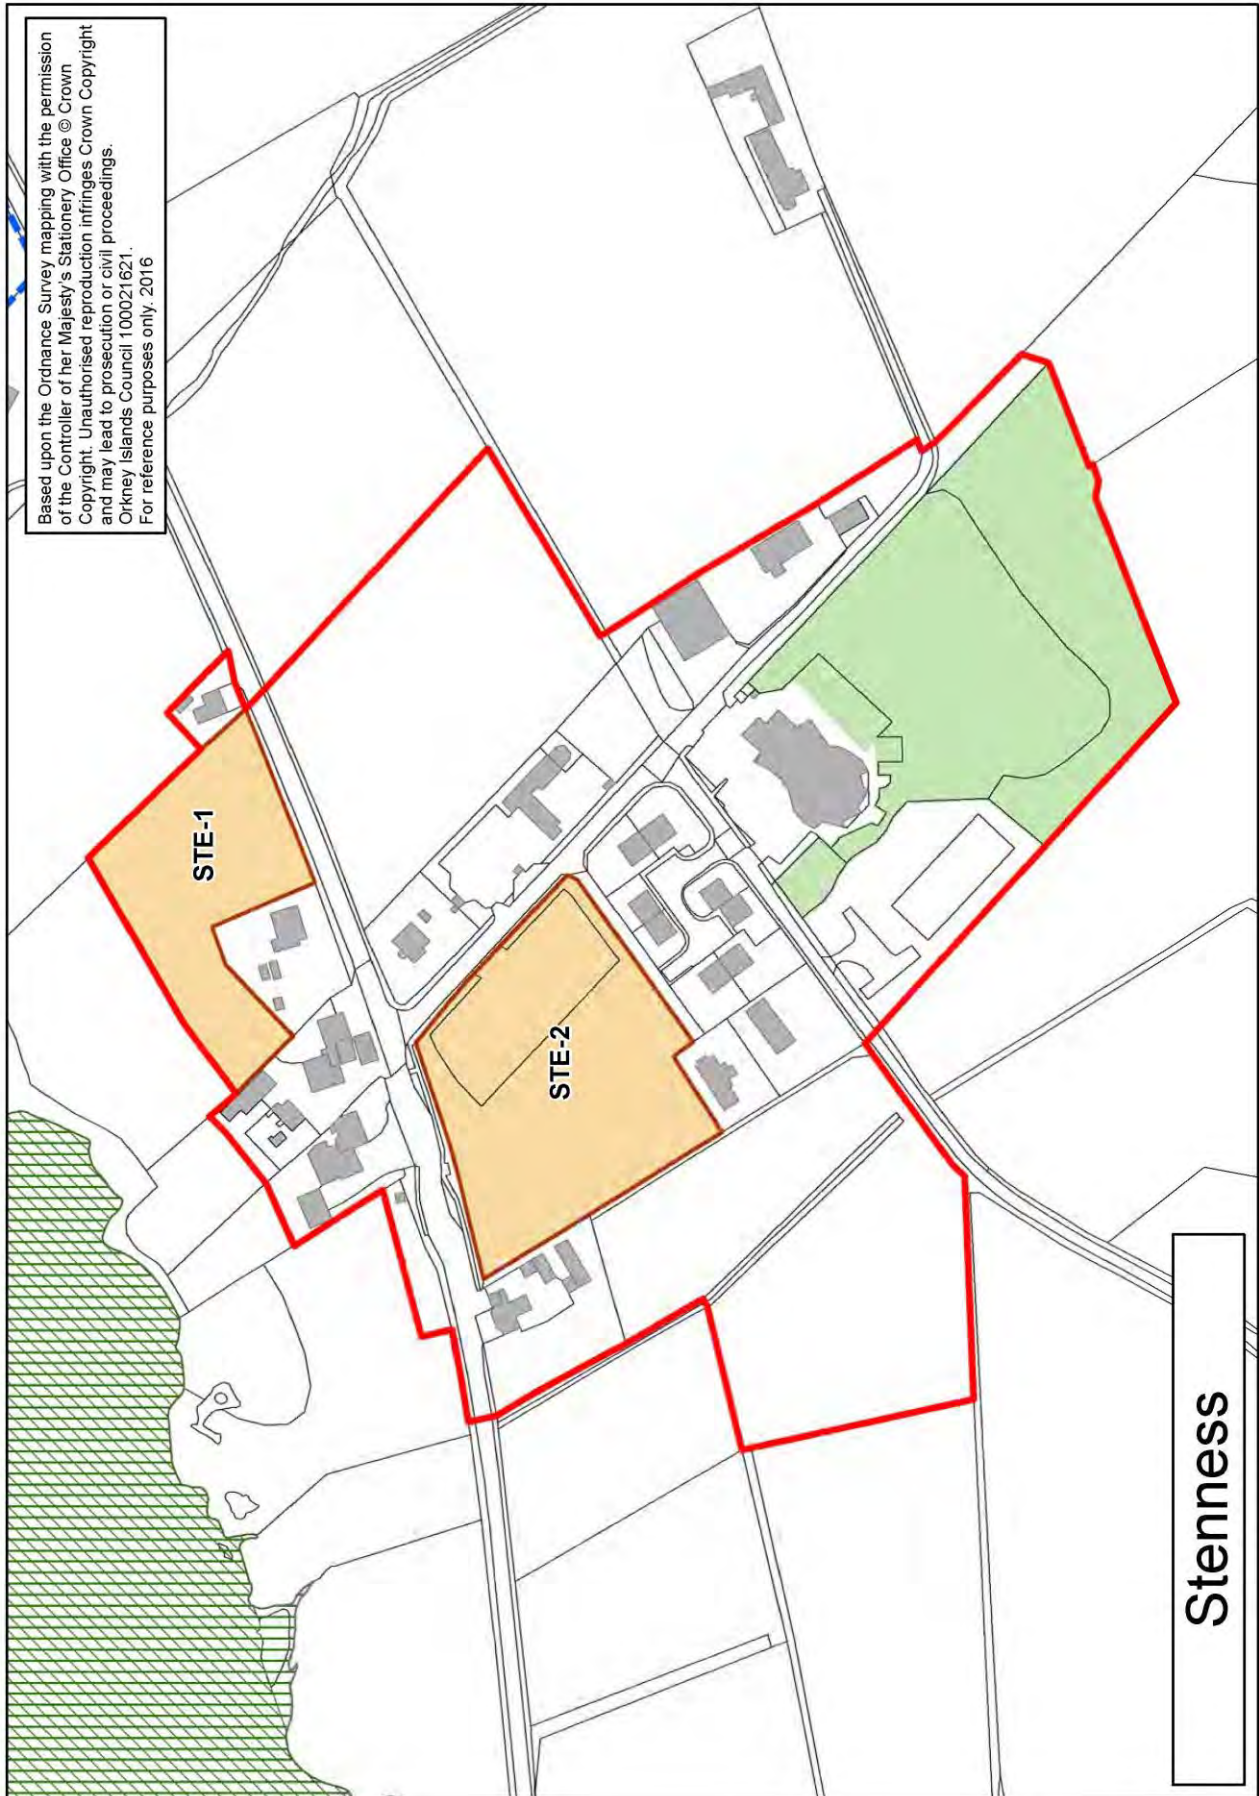 Based upon the Ordnance Survey mapping with the permission
of the Controller of her Majesty's Stationery Office © Crown
Copyright. Unauthorised reproduction infringes Crown Copyright
and may lead to prosecution or civil proceedings.
Orkney Islands Council 100021621.
For reference purposes only. 2016
STE-1
STE-2
Stenness